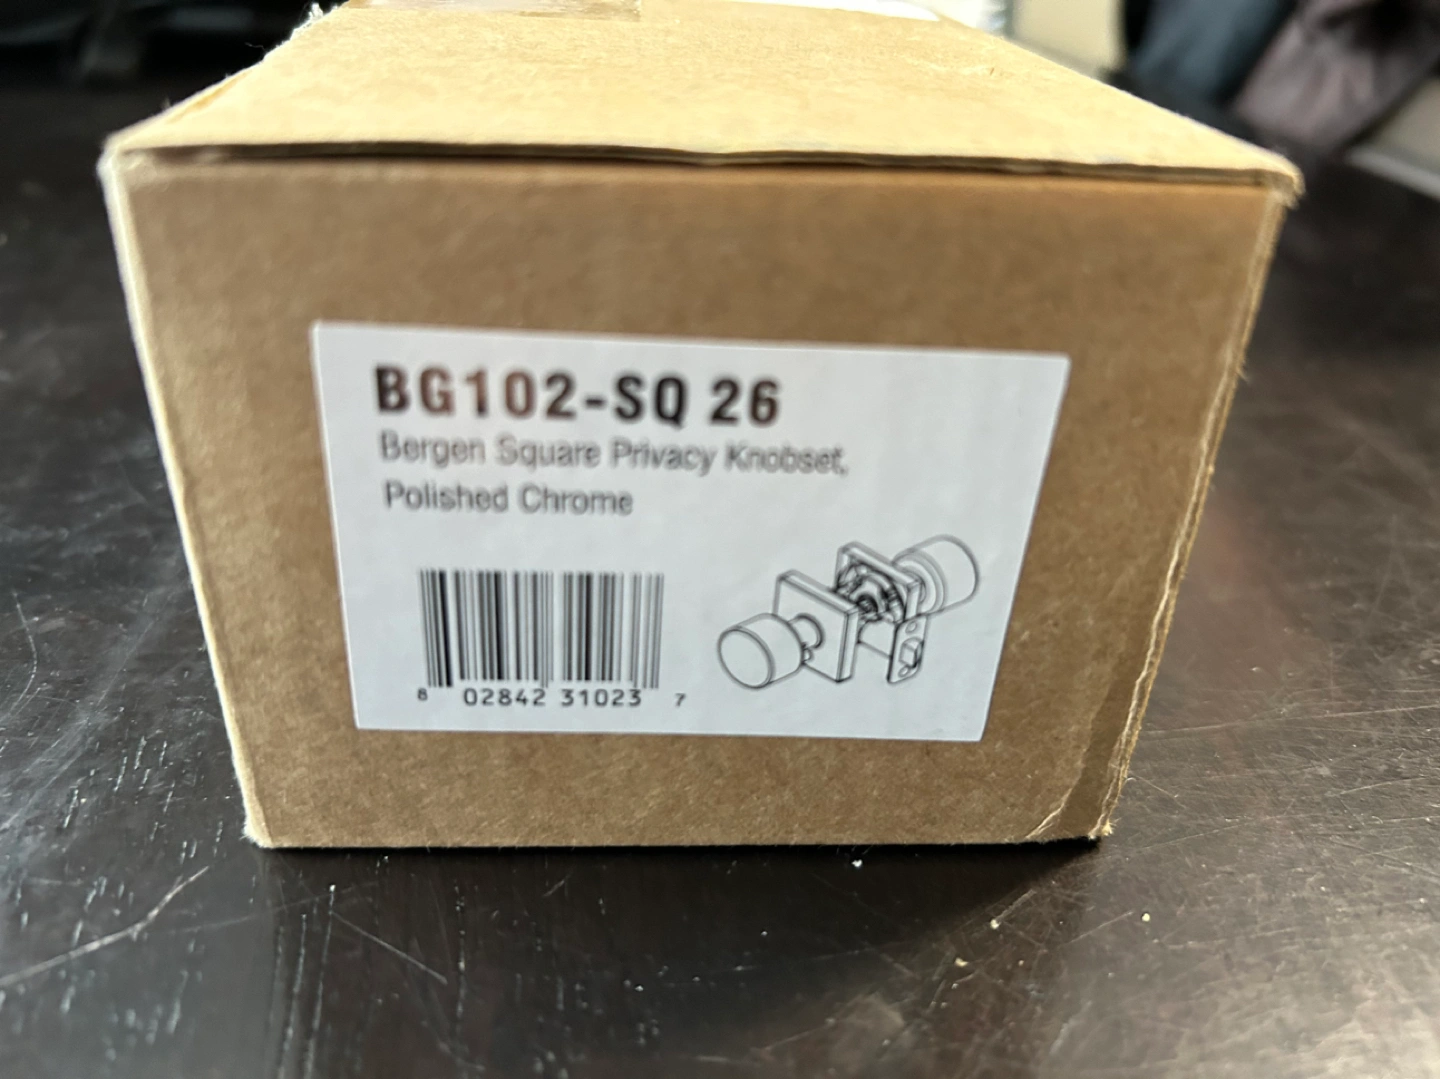 BG102-SQ 26
Bergen Square Privacy Knobset,
Polished Chrome
8 02842 31023 7